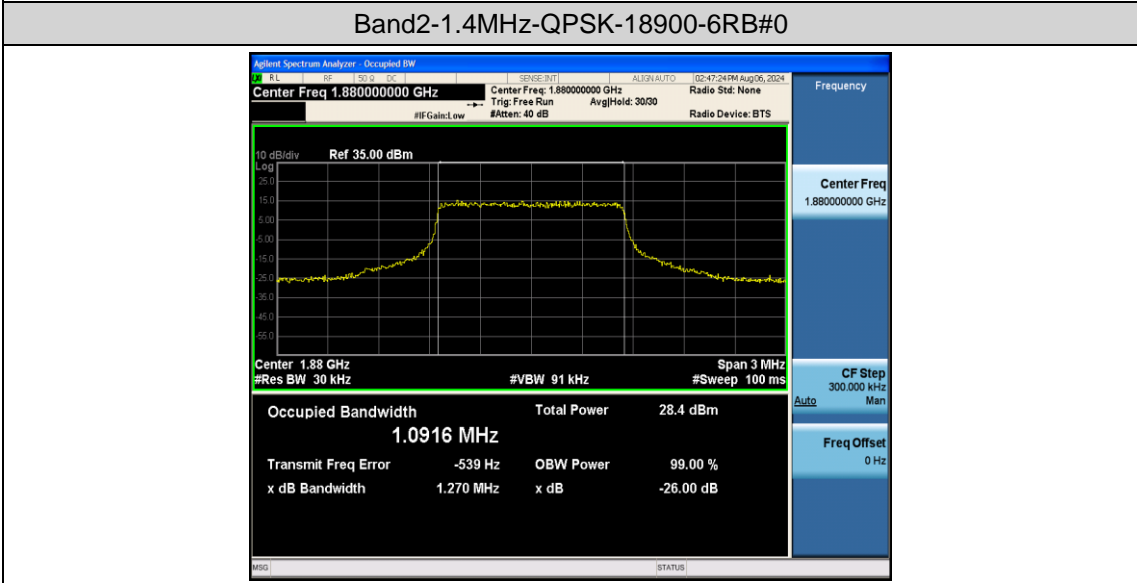 Band2-1.4MHz-QPSK-18900-6RB#0
Agilent Spectrum Analyzer - Occupied BW
LXI RL RF 50 Ω DC SENSE:INT ALIGN AUTO 02:47:24 PM Aug 06, 2024
Center Freq 1.880000000 GHz Center Freq: 1.880000000 GHz Radio Std: None
Trig: Free Run Avg|Hold: 30/30
#IFGain:Low #Atten: 40 dB Radio Device: BTS
Frequency
10 dB/div Ref 35.00 dBm
Log
25.0
15.0
5.00
-5.00
-15.0
-25.0
-35.0
-45.0
-55.0
Center 1.88 GHz Span 3 MHz
#Res BW 30 kHz #VBW 91 kHz #Sweep 100 ms
Occupied Bandwidth Total Power 28.4 dBm
1.0916 MHz
Transmit Freq Error -539 Hz OBW Power 99.00 %
x dB Bandwidth 1.270 MHz x dB -26.00 dB
Center Freq
1.880000000 GHz
CF Step
300.000 kHz
Auto Man
Freq Offset
0 Hz
MSG STATUS